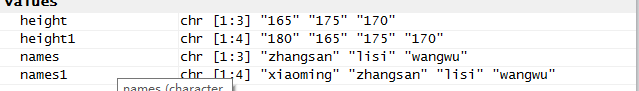 values
height chr [1:3] "165" "175" "170"
height1 chr [1:4] "180" "165" "175" "170"
names chr [1:3] "zhangsan" "lisi" "wangwu"
names1 chr [1:4] "xiaoming" "zhangsan" "lisi" "wangwu"
names (character